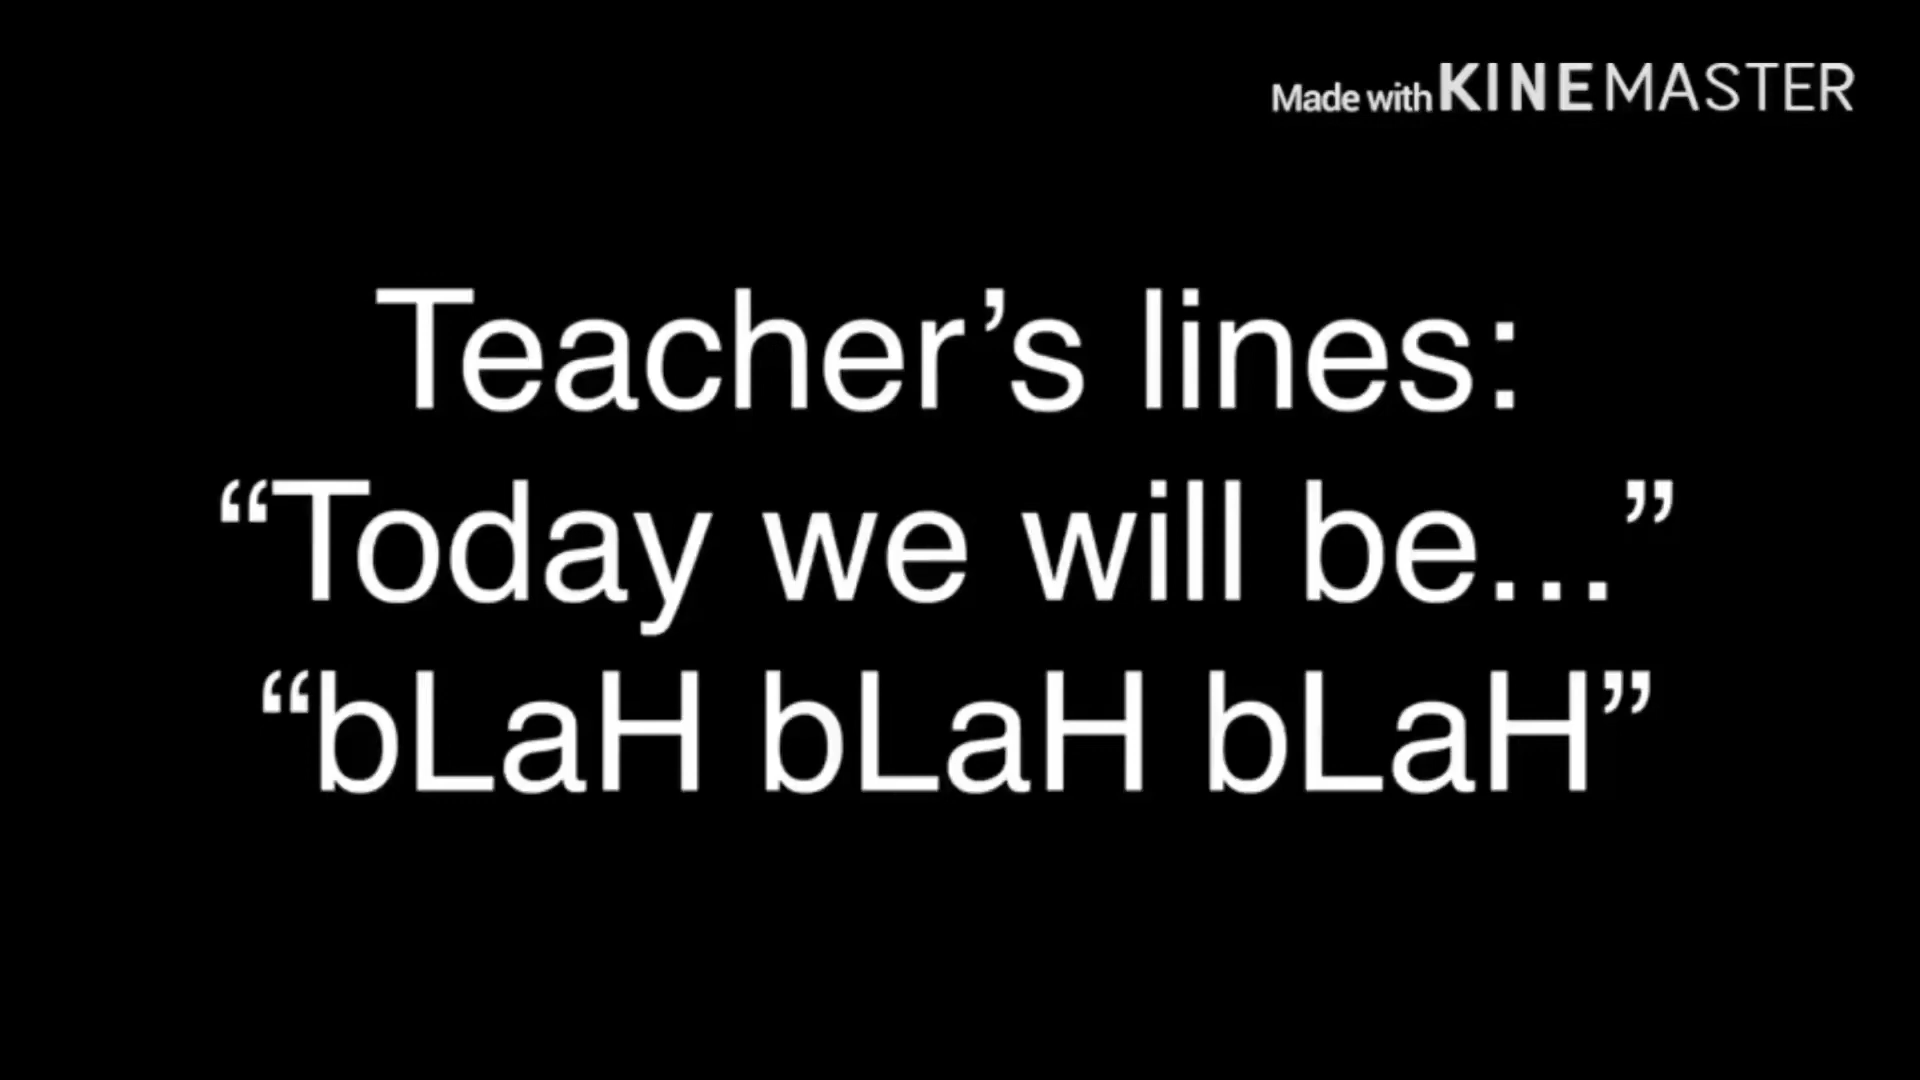 Made with KINEMASTER
Teacher’s lines:
“Today we will be...”
“bLaH bLaH bLaH”